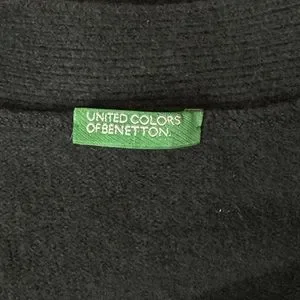 UNITED COLORS
OF BENETTON.